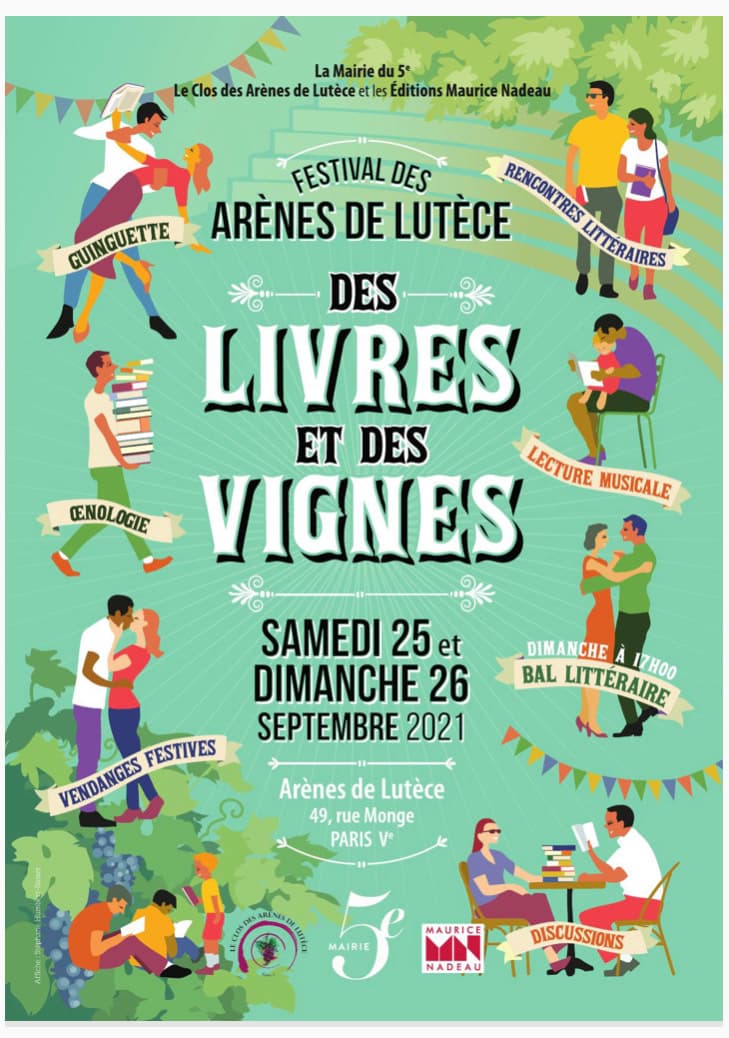 La Mairie du 5e
Le Clos des Arènes de Lutèce et les Éditions Maurice Nadeau
FESTIVAL DES
ARÈNES DE LUTÈCE
GUINGUETTE
RENCONTRES LITTÉRAIRES
DES
LIVRES
ET DES
VIGNES
LECTURE MUSICALE
ŒNOLOGIE
SAMEDI 25 et
DIMANCHE 26
SEPTEMBRE 2021
DIMANCHE À 17H00
BAL LITTÉRAIRE
VENDANGES FESTIVES
Arènes de Lutèce
49, rue Monge
PARIS Ve
LE CLOS DES ARÈNES DE LUTÈCE
5e
MAIRIE
MAURICE
MN
NADEAU
DISCUSSIONS
Affiche :